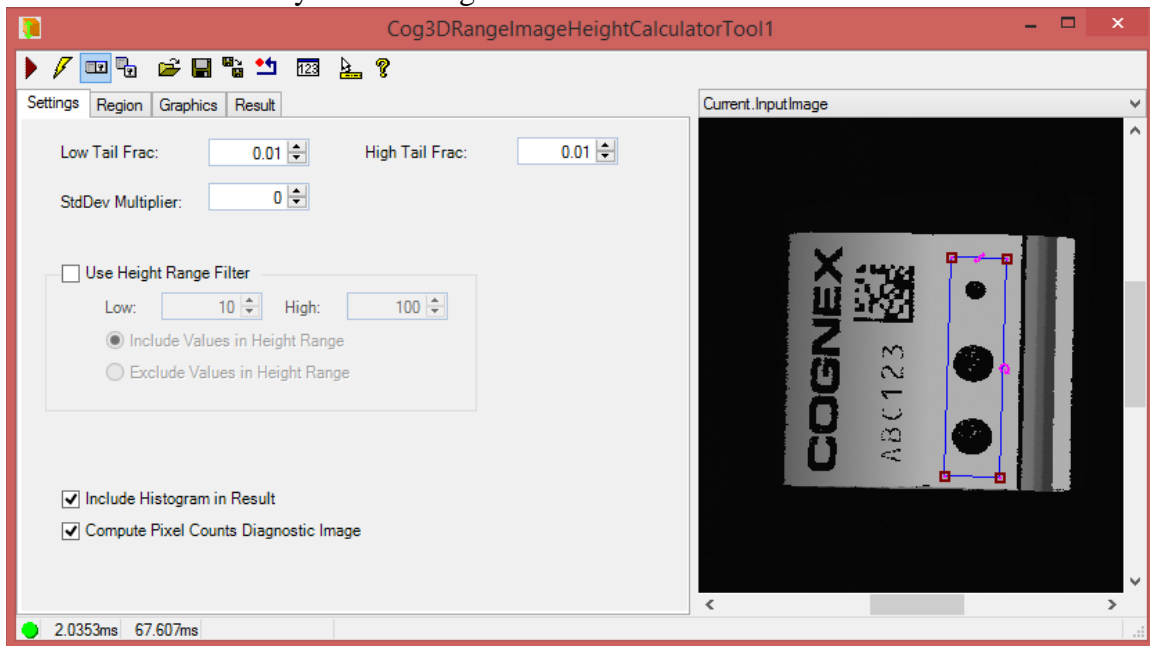 Cog3DRangeImageHeightCalculatorTool1
Settings Region Graphics Result
Current.InputImage
Low Tail Frac: 0.01 High Tail Frac: 0.01
StdDev Multiplier: 0
Use Height Range Filter
Low: 10 High: 100
Include Values in Height Range
Exclude Values in Height Range
Include Histogram in Result
Compute Pixel Counts Diagnostic Image
COGNEX
ABC123
2.0353ms 67.607ms